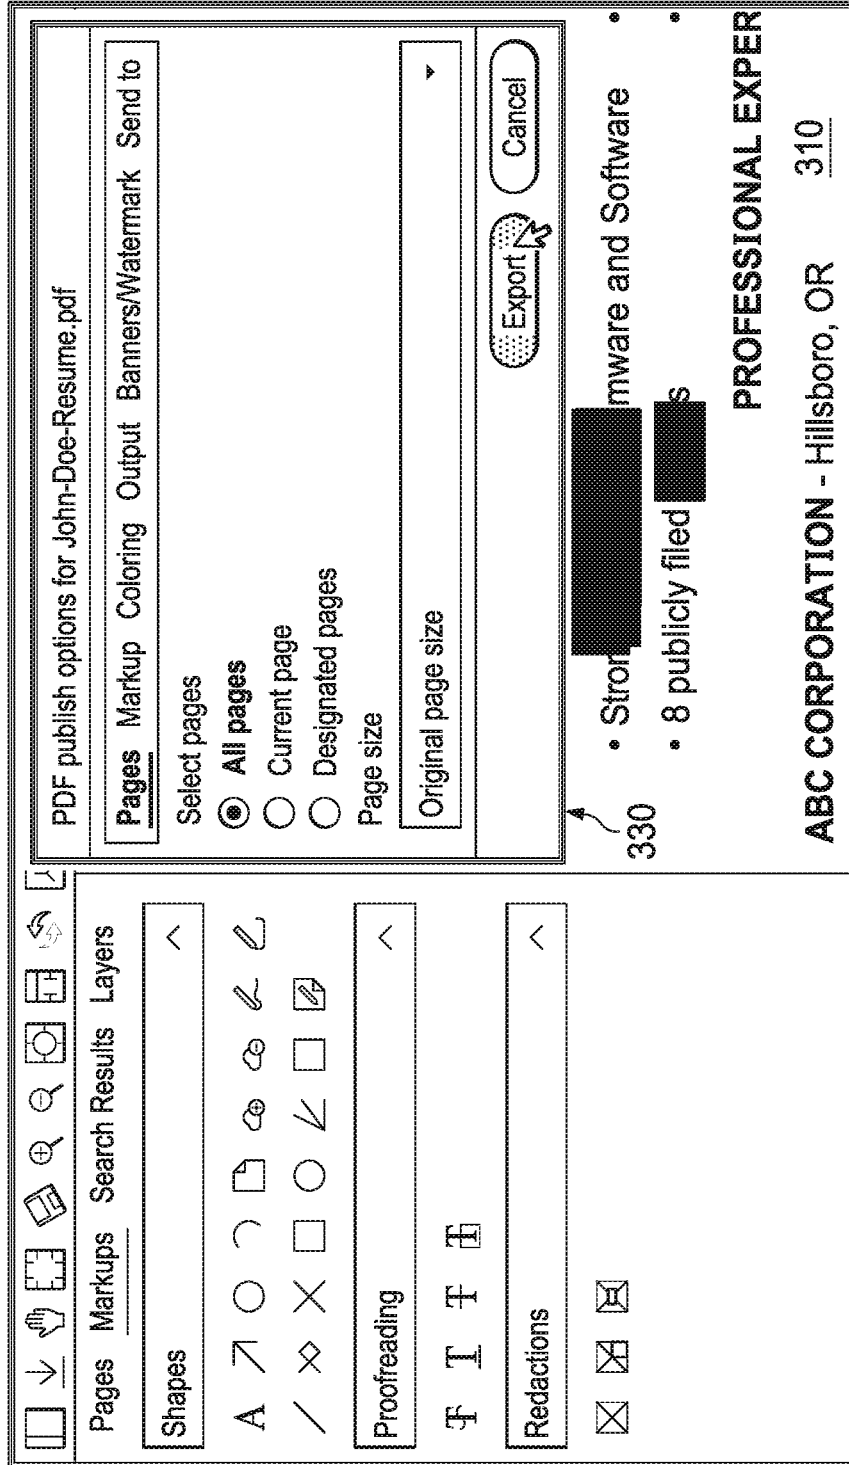 Pages Markups Search Results Layers
Shapes
A
Proofreading
T T T T
Redactions
PDF publish options for John-Doe-Resume.pdf
Pages Markup Coloring Output Banners/Watermark Send to
Select pages
All pages
Current page
Designated pages
Page size
Original page size
Export Cancel
330
• Stron mware and Software •
• 8 publicly filed s •
PROFESSIONAL EXPER
ABC CORPORATION - Hillsboro, OR 310